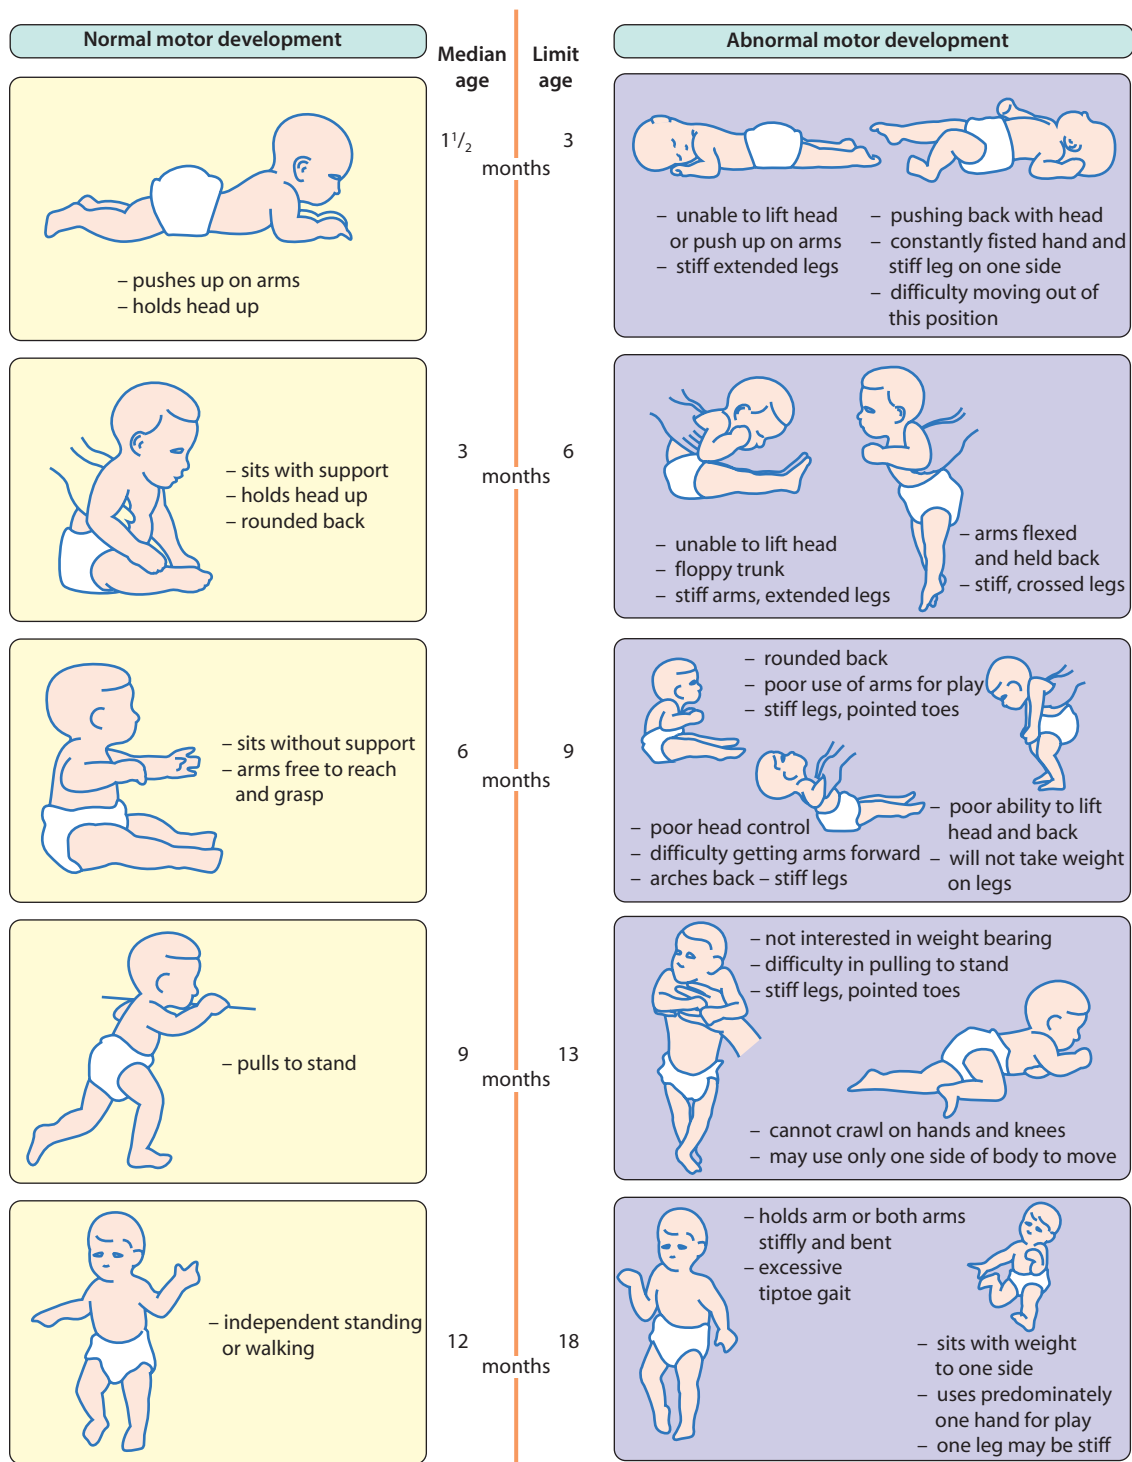 Normal motor development
Median
age
Limit
age
Abnormal motor development
– pushes up on arms
– holds head up
1 1/2
3
months
– unable to lift head
or push up on arms
– stiff extended legs
– pushing back with head
– constantly fisted hand and
stiff leg on one side
– difficulty moving out of
this position
– sits with support
– holds head up
– rounded back
3
6
months
– unable to lift head
– floppy trunk
– stiff arms, extended legs
– arms flexed
and held back
– stiff, crossed legs
– sits without support
– arms free to reach
and grasp
6
9
months
– rounded back
– poor use of arms for play
– stiff legs, pointed toes
– poor head control
– difficulty getting arms forward
– arches back – stiff legs
– poor ability to lift
head and back
– will not take weight
on legs
– pulls to stand
9
13
months
– not interested in weight bearing
– difficulty in pulling to stand
– stiff legs, pointed toes
– cannot crawl on hands and knees
– may use only one side of body to move
– independent standing
or walking
12
18
months
– holds arm or both arms
stiffly and bent
– excessive
tiptoe gait
– sits with weight
to one side
– uses predominately
one hand for play
– one leg may be stiff